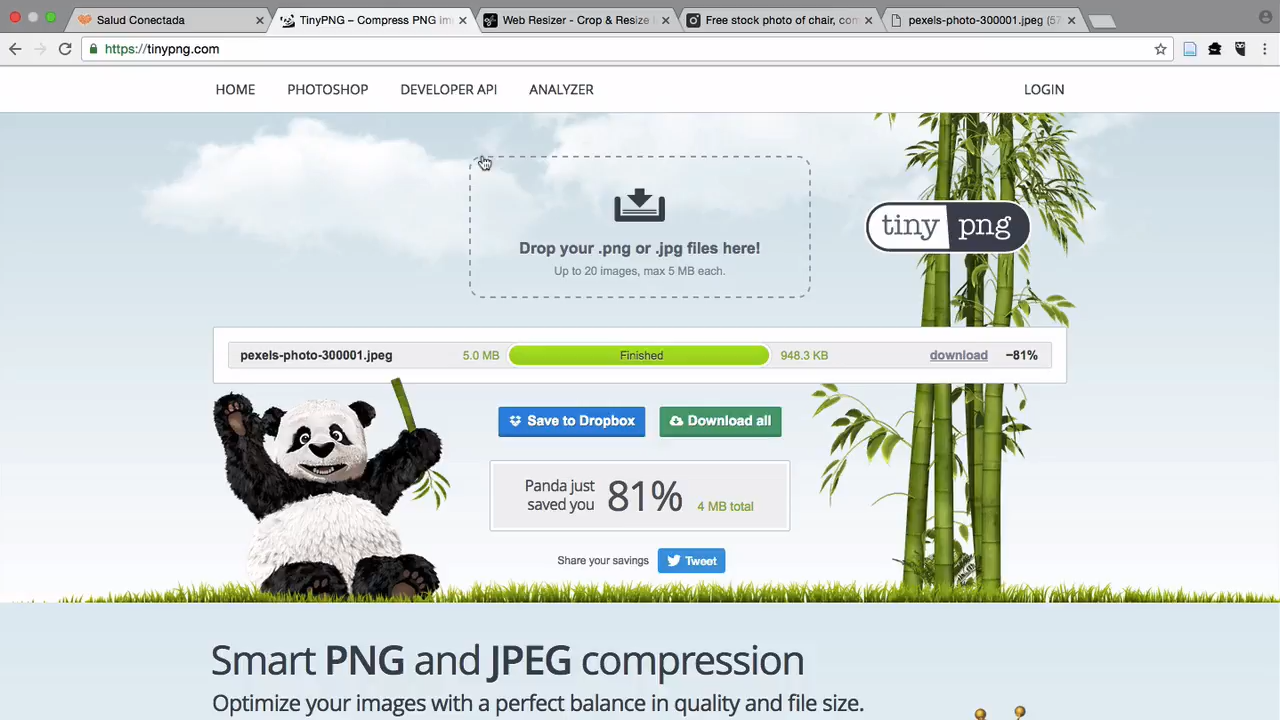 Salud Conectada
TinyPNG – Compress PNG im
Web Resizer - Crop & Resize I
Free stock photo of chair, con
pexels-photo-300001.jpeg (57
https://tinypng.com
HOME
PHOTOSHOP
DEVELOPER API
ANALYZER
LOGIN
Drop your .png or .jpg files here!
Up to 20 images, max 5 MB each.
tiny png
pexels-photo-300001.jpeg 5.0 MB Finished 948.3 KB download −81%
Save to Dropbox
Download all
Panda just
saved you
81%
4 MB total
Share your savings
Tweet
Smart PNG and JPEG compression
Optimize your images with a perfect balance in quality and file size.